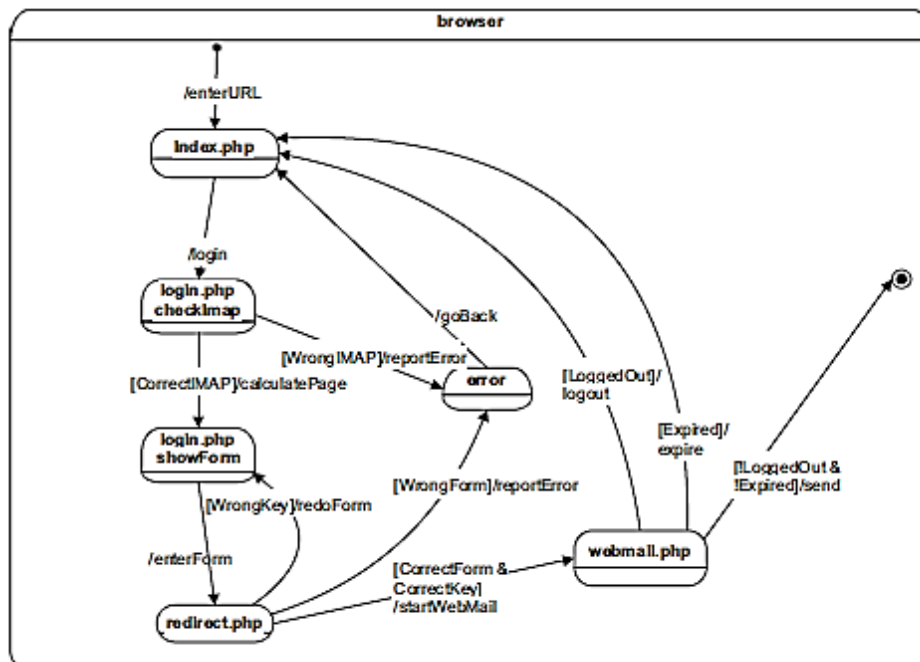 browser
/enterURL
Index.php
/login
login.php
checkImap
/goBack
[WrongIMAP]/reportError
[CorrectIMAP]/calculatePage
error
[LoggedOut]/
logout
[Expired]/
expire
login.php
showForm
[WrongKey]/redoForm
[WrongForm]/reportError
[!LoggedOut &
!Expired]/send
/enterForm
webmail.php
[CorrectForm &
CorrectKey]
/startWebMail
redirect.php